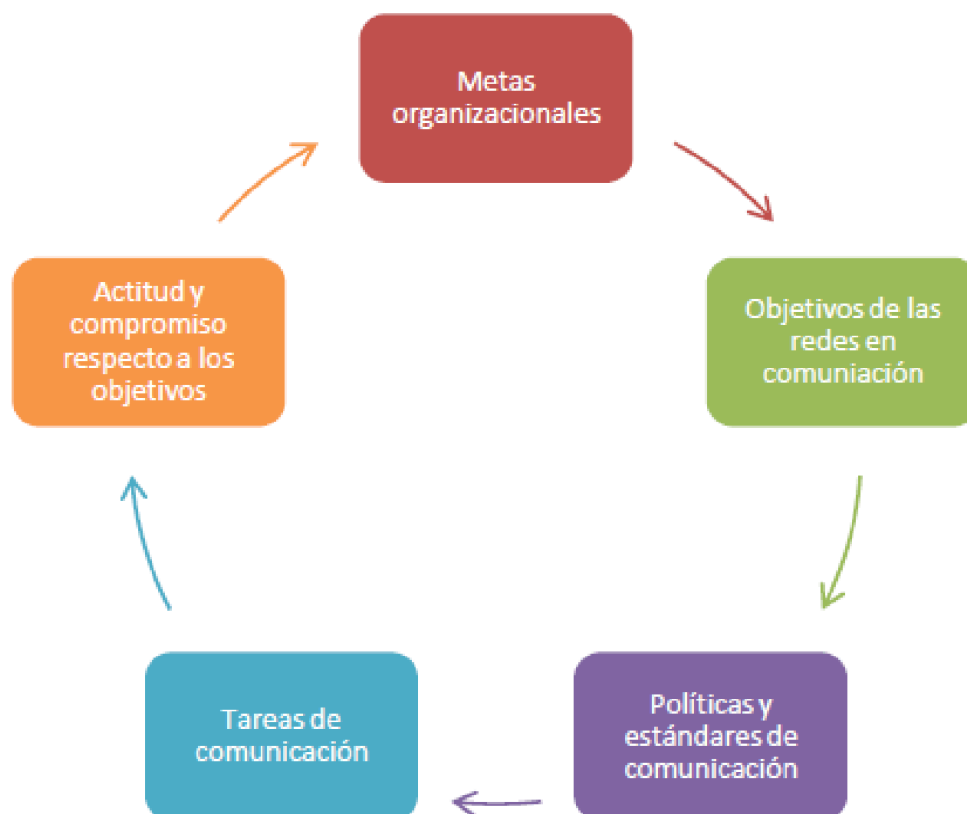 Metas
organizacionales
Objetivos de las
redes en
comuniación
Políticas y
estándares de
comunicación
Tareas de
comunicación
Actitud y
compromiso
respecto a los
objetivos